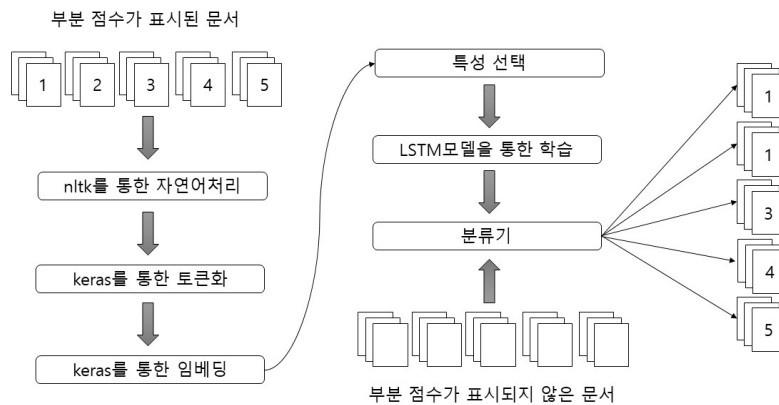 부분 점수가 표시된 문서
1
2
3
4
5
nltk를 통한 자연어처리
keras를 통한 토큰화
keras를 통한 임베딩
특성 선택
LSTM모델을 통한 학습
분류기
부분 점수가 표시되지 않은 문서
1
1
3
4
5